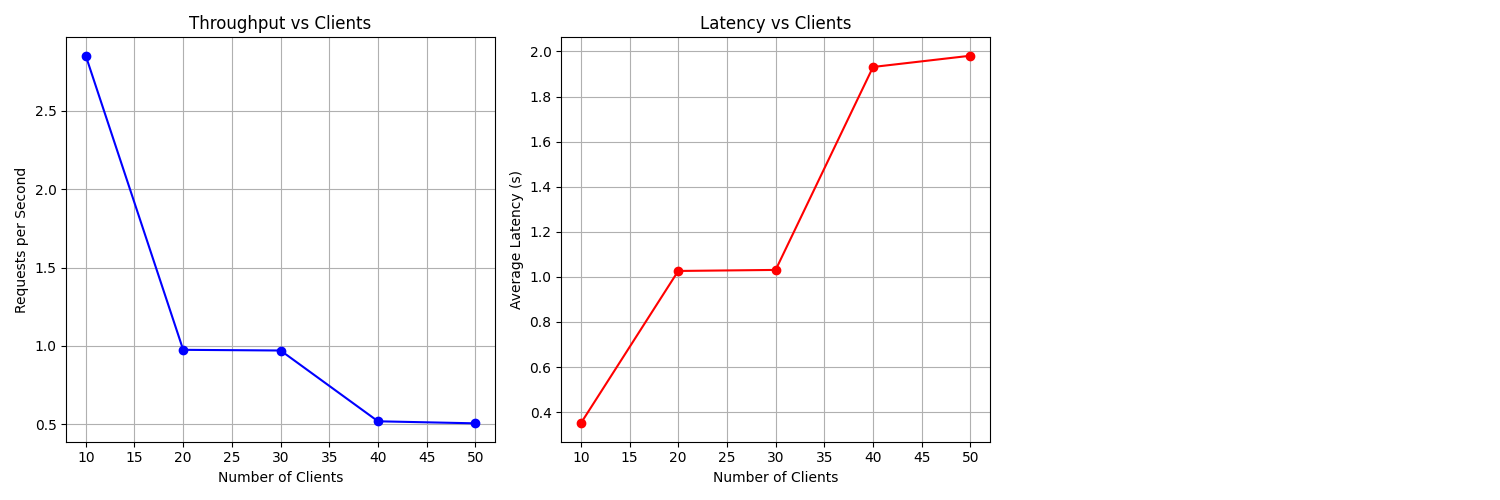 Throughput vs Clients
Requests per Second
2.5
2.0
1.5
1.0
0.5
10 15 20 25 30 35 40 45 50
Number of Clients
Latency vs Clients
Average Latency (s)
2.0
1.8
1.6
1.4
1.2
1.0
0.8
0.6
0.4
10 15 20 25 30 35 40 45 50
Number of Clients